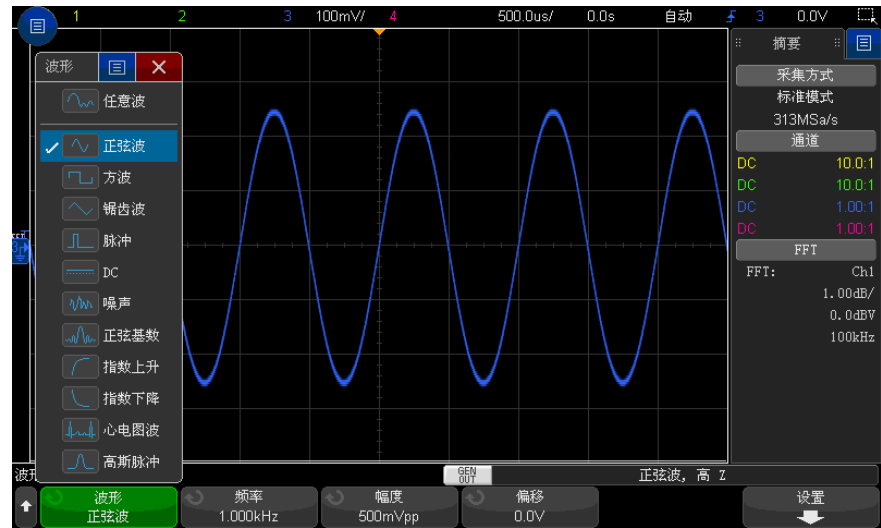 1 2 3 100mV/ 4 500.0us/ 0.0s 自动 3 0.0V
波形
任意波
正弦波
方波
锯齿波
脉冲
DC
噪声
正弦基数
指数上升
指数下降
心电图波
高斯脉冲
摘要
采集方式
标准模式
313MSa/s
通道
DC 10.0:1
DC 10.0:1
DC 1.00:1
DC 1.00:1
FFT
FFT: Ch1
1.00dB/
0.0dBV
100kHz
GEN
OUT
正弦波, 高 Z
波形
正弦波
频率
1.000kHz
幅度
500mVpp
偏移
0.0V
设置